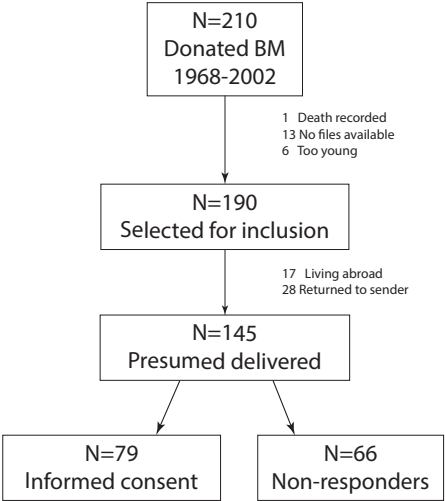 N=210
Donated BM
1968-2002
1 Death recorded
13 No files available
6 Too young
N=190
Selected for inclusion
17 Living abroad
28 Returned to sender
N=145
Presumed delivered
N=79
Informed consent
N=66
Non-responders